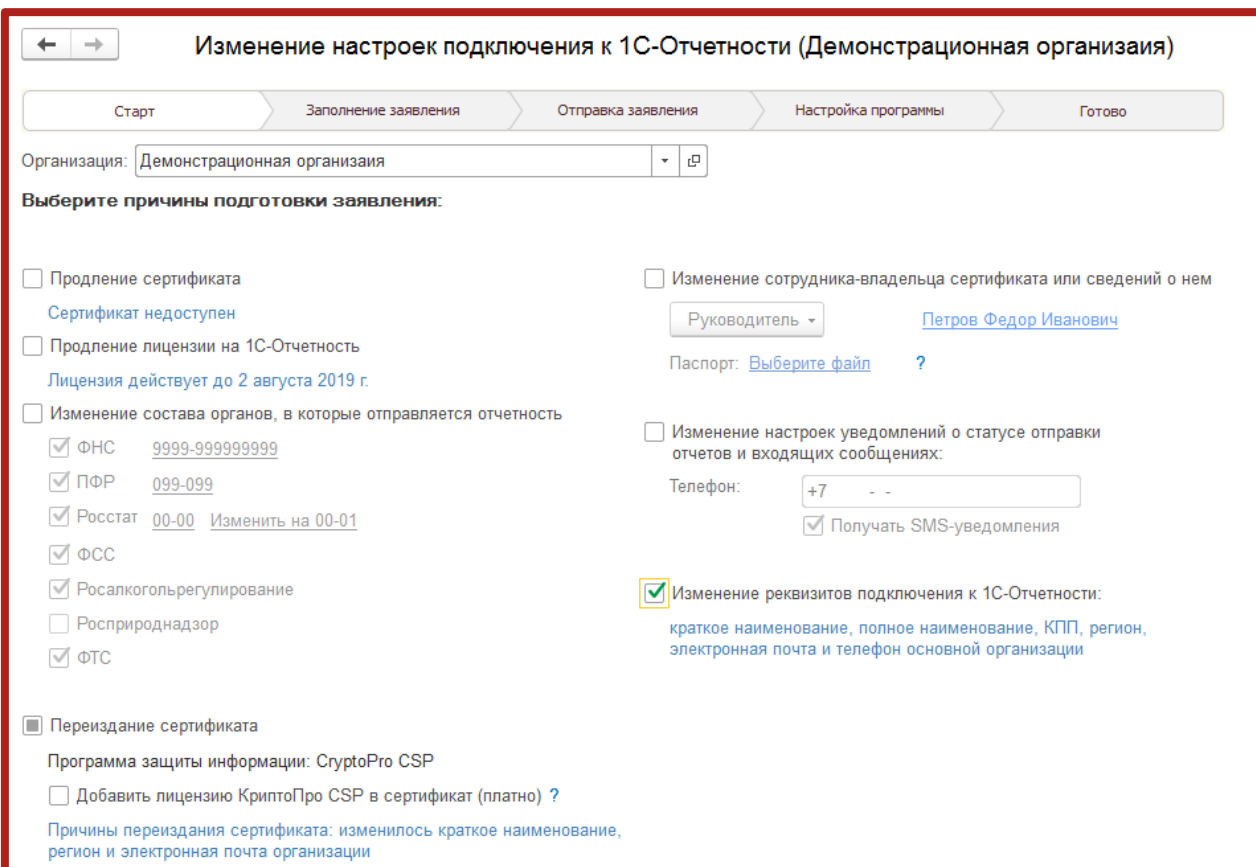 Изменение настроек подключения к 1С-Отчетности (Демонстрационная организаия)
Старт
Заполнение заявления
Отправка заявления
Настройка программы
Готово
Организация: Демонстрационная организаия
Выберите причины подготовки заявления:
Продление сертификата
Сертификат недоступен
Продление лицензии на 1С-Отчетность
Лицензия действует до 2 августа 2019 г.
Изменение состава органов, в которые отправляется отчетность
ФНС 9999-999999999
ПФР 099-099
Росстат 00-00 Изменить на 00-01
ФСС
Росалкогольрегулирование
Росприроднадзор
ФТС
Переиздание сертификата
Программа защиты информации: CryptoPro CSP
Добавить лицензию КриптоПро CSP в сертификат (платно) ?
Причины переиздания сертификата: изменилось краткое наименование,
регион и электронная почта организации
Изменение сотрудника-владельца сертификата или сведений о нем
Руководитель Петров Федор Иванович
Паспорт: Выберите файл ?
Изменение настроек уведомлений о статусе отправки
отчетов и входящих сообщениях:
Телефон: +7 - -
Получать SMS-уведомления
Изменение реквизитов подключения к 1С-Отчетности:
краткое наименование, полное наименование, КПП, регион,
электронная почта и телефон основной организации